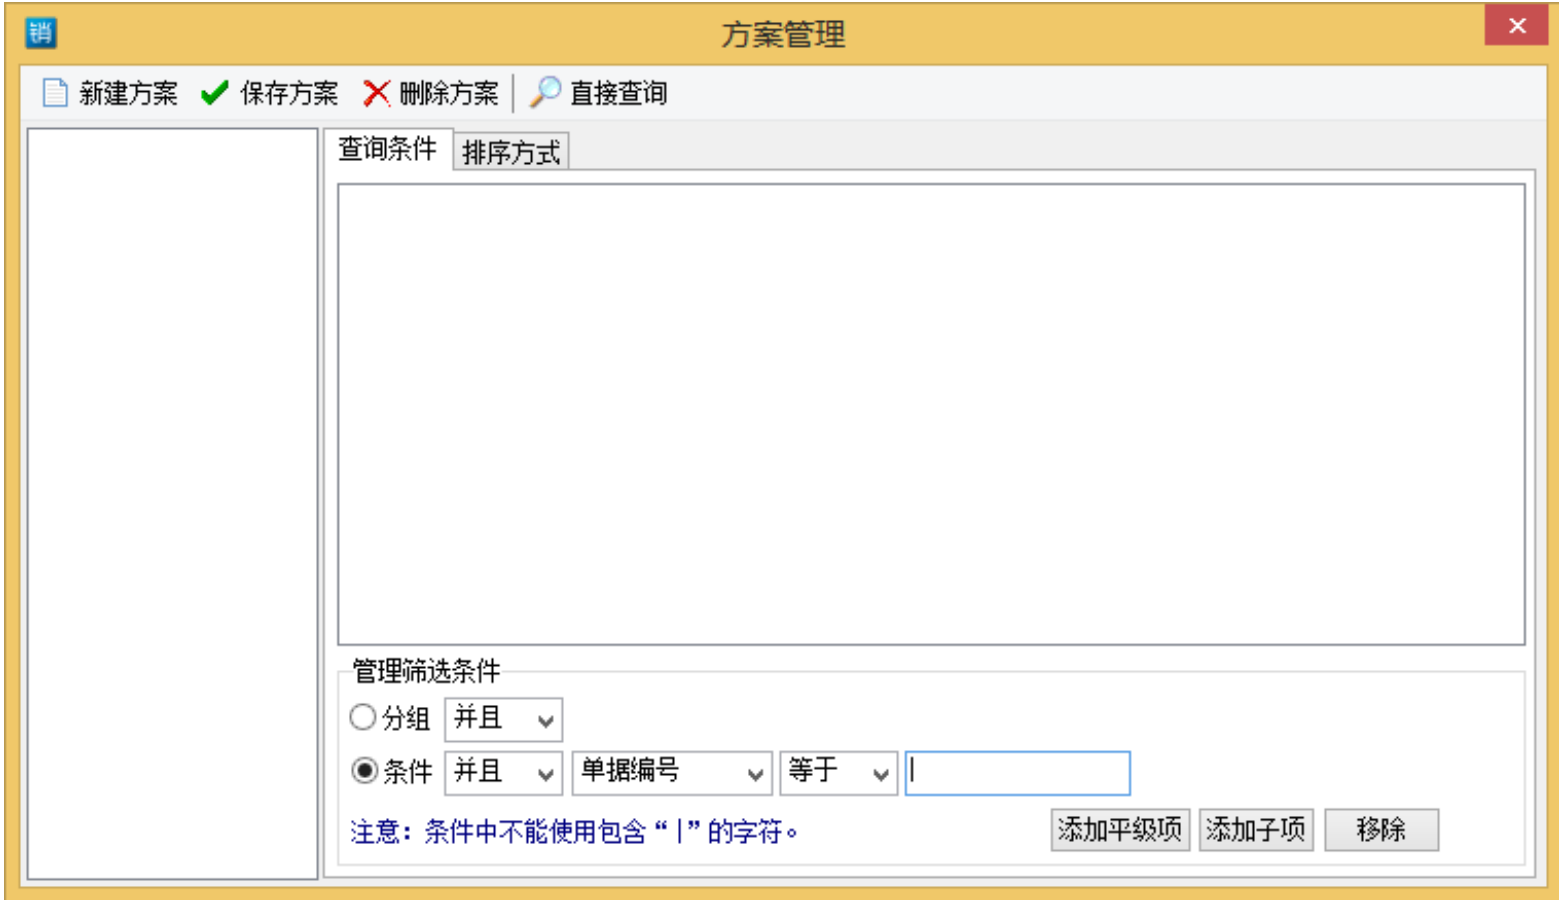 销 方案管理
新建方案 保存方案 删除方案 直接查询
查询条件 排序方式
管理筛选条件
分组 并且
条件 并且 单据编号 等于
注意：条件中不能使用包含“|”的字符。 添加平级项 添加子项 移除